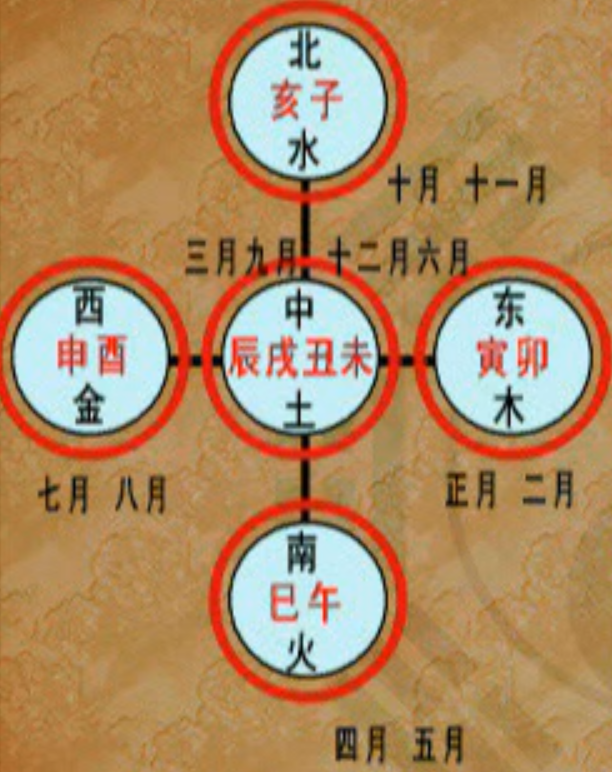 北
亥子
水
十月 十一月
三月九月 十二月六月
西
申酉
金
中
辰戌丑未
土
东
寅卯
木
七月 八月
正月 二月
南
巳午
火
四月 五月